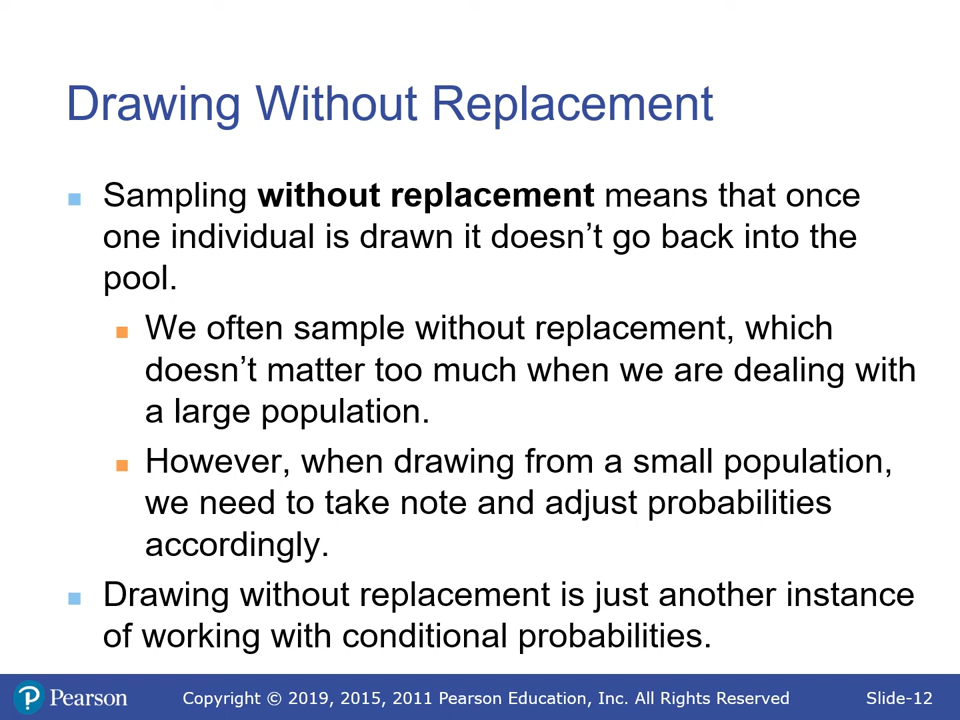 Drawing Without Replacement
Sampling without replacement means that once
one individual is drawn it doesn’t go back into the
pool.
We often sample without replacement, which
doesn’t matter too much when we are dealing with
a large population.
However, when drawing from a small population,
we need to take note and adjust probabilities
accordingly.
Drawing without replacement is just another instance
of working with conditional probabilities.
P Pearson Copyright © 2019, 2015, 2011 Pearson Education, Inc. All Rights Reserved Slide-12